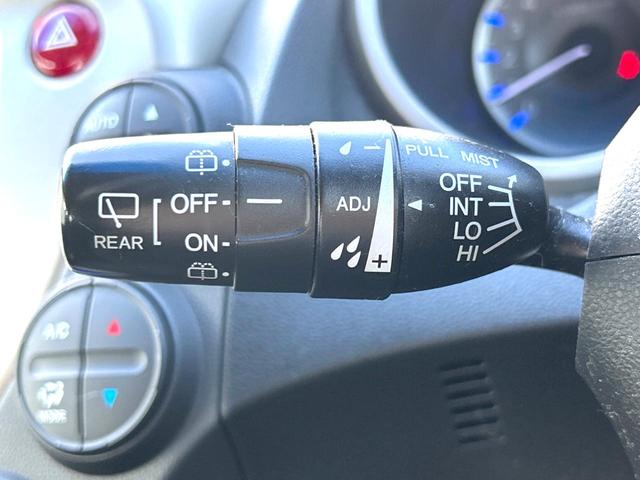 AUTO
PULL MIST
OFF
INT
LO
HI
ADJ
− 
+
OFF
ON
REAR
A/C
MODE